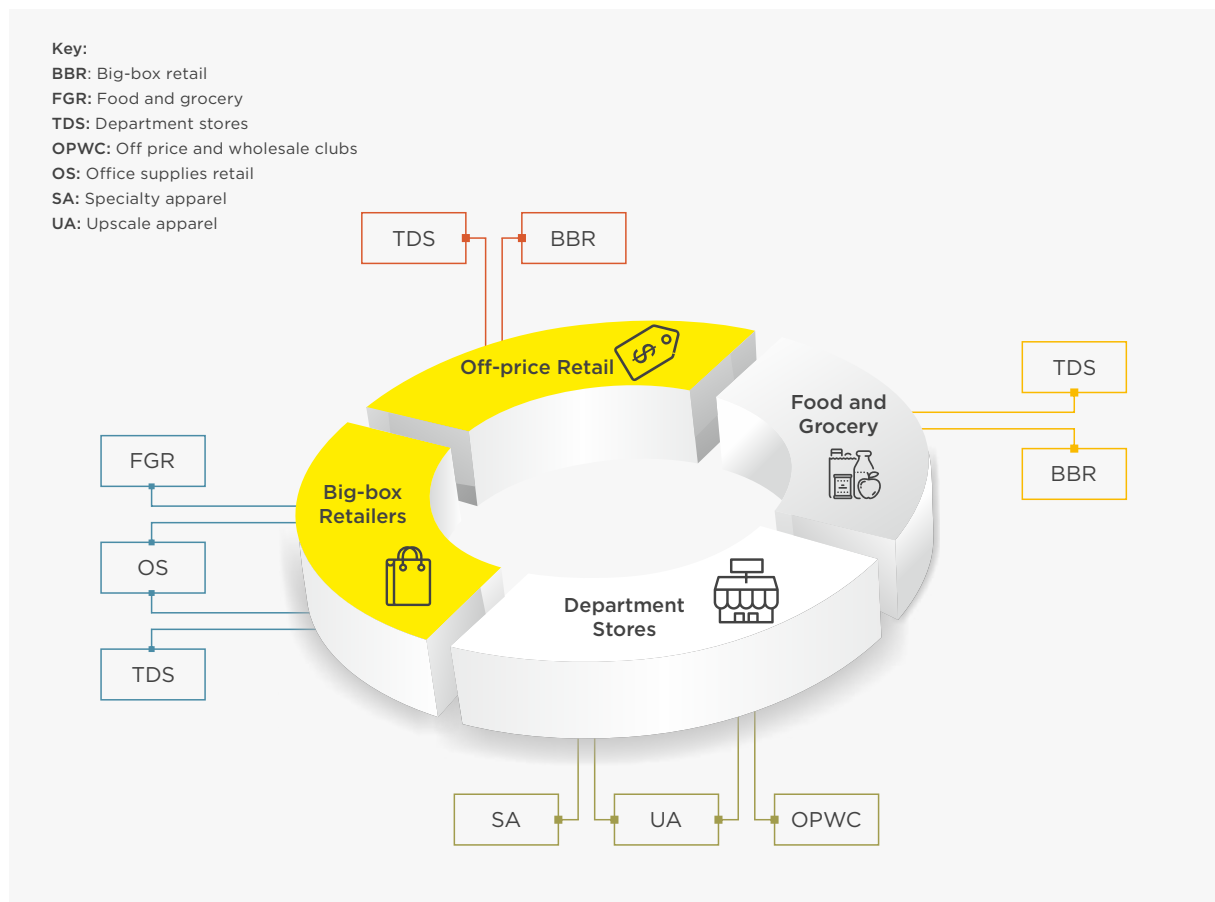 Key:
BBR: Big-box retail
FGR: Food and grocery
TDS: Department stores
OPWC: Off price and wholesale clubs
OS: Office supplies retail
SA: Specialty apparel
UA: Upscale apparel
TDS
BBR
Off-price Retail
$
Food and
Grocery
TDS
BBR
FGR
OS
TDS
Big-box
Retailers
Department
Stores
SA
UA
OPWC